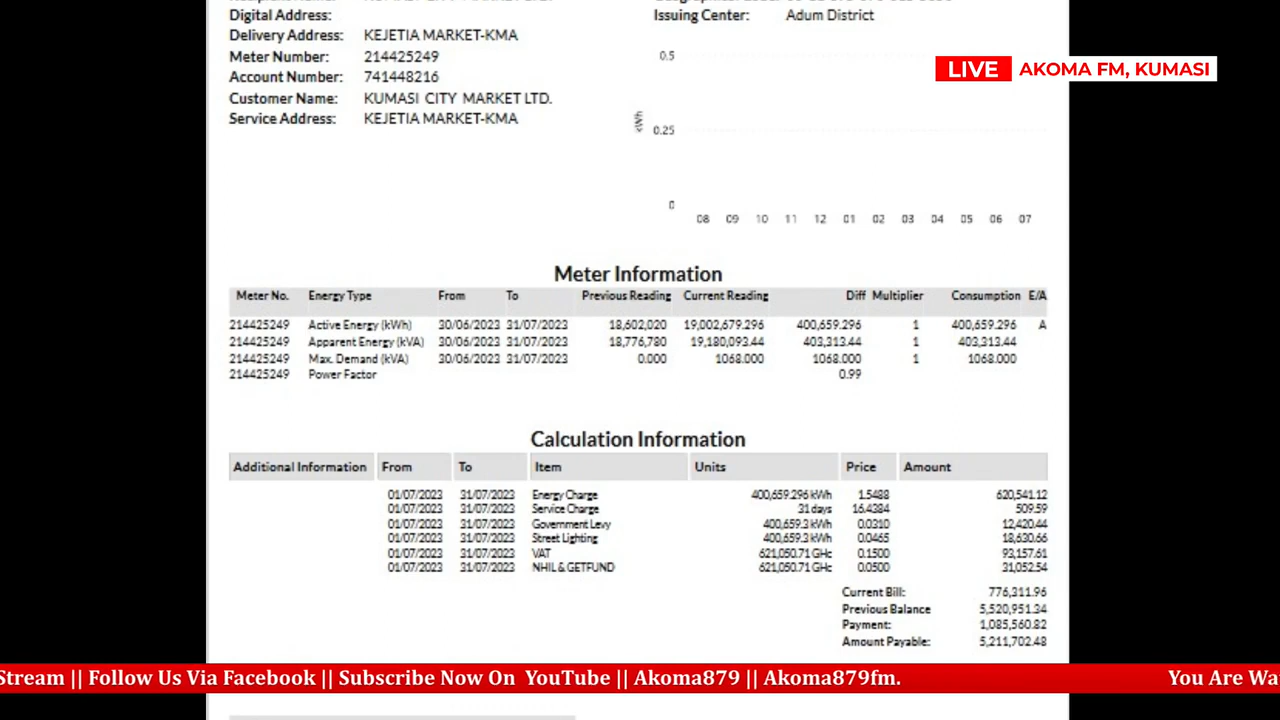 Issuing Center: Adum District
Digital Address:
Delivery Address: KEJETIA MARKET-KMA
Meter Number: 214425249
Account Number: 741448216
Customer Name: KUMASI CITY MARKET LTD.
Service Address: KEJETIA MARKET-KMA
LIVE AKOMA FM, KUMASI
kWh
0.5
0.25
0
08 09 10 11 12 01 02 03 04 05 06 07
Meter Information
Meter No. Energy Type From To Previous Reading Current Reading Diff Multiplier Consumption E/A
214425249 Active Energy (kWh) 30/06/2023 31/07/2023 18,602,020 19,002,679.296 400,659.296 1 400,659.296 A
214425249 Apparent Energy (kVA) 30/06/2023 31/07/2023 18,776,780 19,180,093.44 403,313.44 1 403,313.44
214425249 Max. Demand (kVA) 30/06/2023 31/07/2023 0.000 1068.000 1068.000 1 1068.000
214425249 Power Factor 0.99
Calculation Information
Additional Information From To Item Units Price Amount
01/07/2023 31/07/2023 Energy Charge 400,659.296 kWh 1.5488 620,541.12
01/07/2023 31/07/2023 Service Charge 31 days 16.4384 509.59
01/07/2023 31/07/2023 Government Levy 400,659.3 kWh 0.0310 12,420.44
01/07/2023 31/07/2023 Street Lighting 400,659.3 kWh 0.0465 18,630.66
01/07/2023 31/07/2023 VAT 621,050.71 GHc 0.1500 93,157.61
01/07/2023 31/07/2023 NHIL & GETFUND 621,050.71 GHc 0.0500 31,052.54
Current Bill: 776,311.96
Previous Balance 5,520,951.34
Payment: 1,085,560.82
Amount Payable: 5,211,702.48
Stream || Follow Us Via Facebook || Subscribe Now On YouTube || Akoma879 || Akoma879fm. You Are Wa